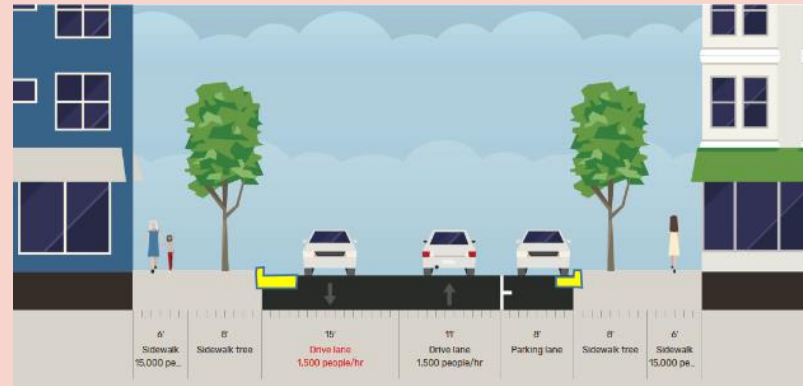 6'
Sidewalk
15,000 pe...
8'
Sidewalk tree
15'
Drive lane
1,500 people/hr
11'
Drive lane
1,500 people/hr
8'
Parking lane
8'
Sidewalk tree
6'
Sidewalk
15,000 pe...